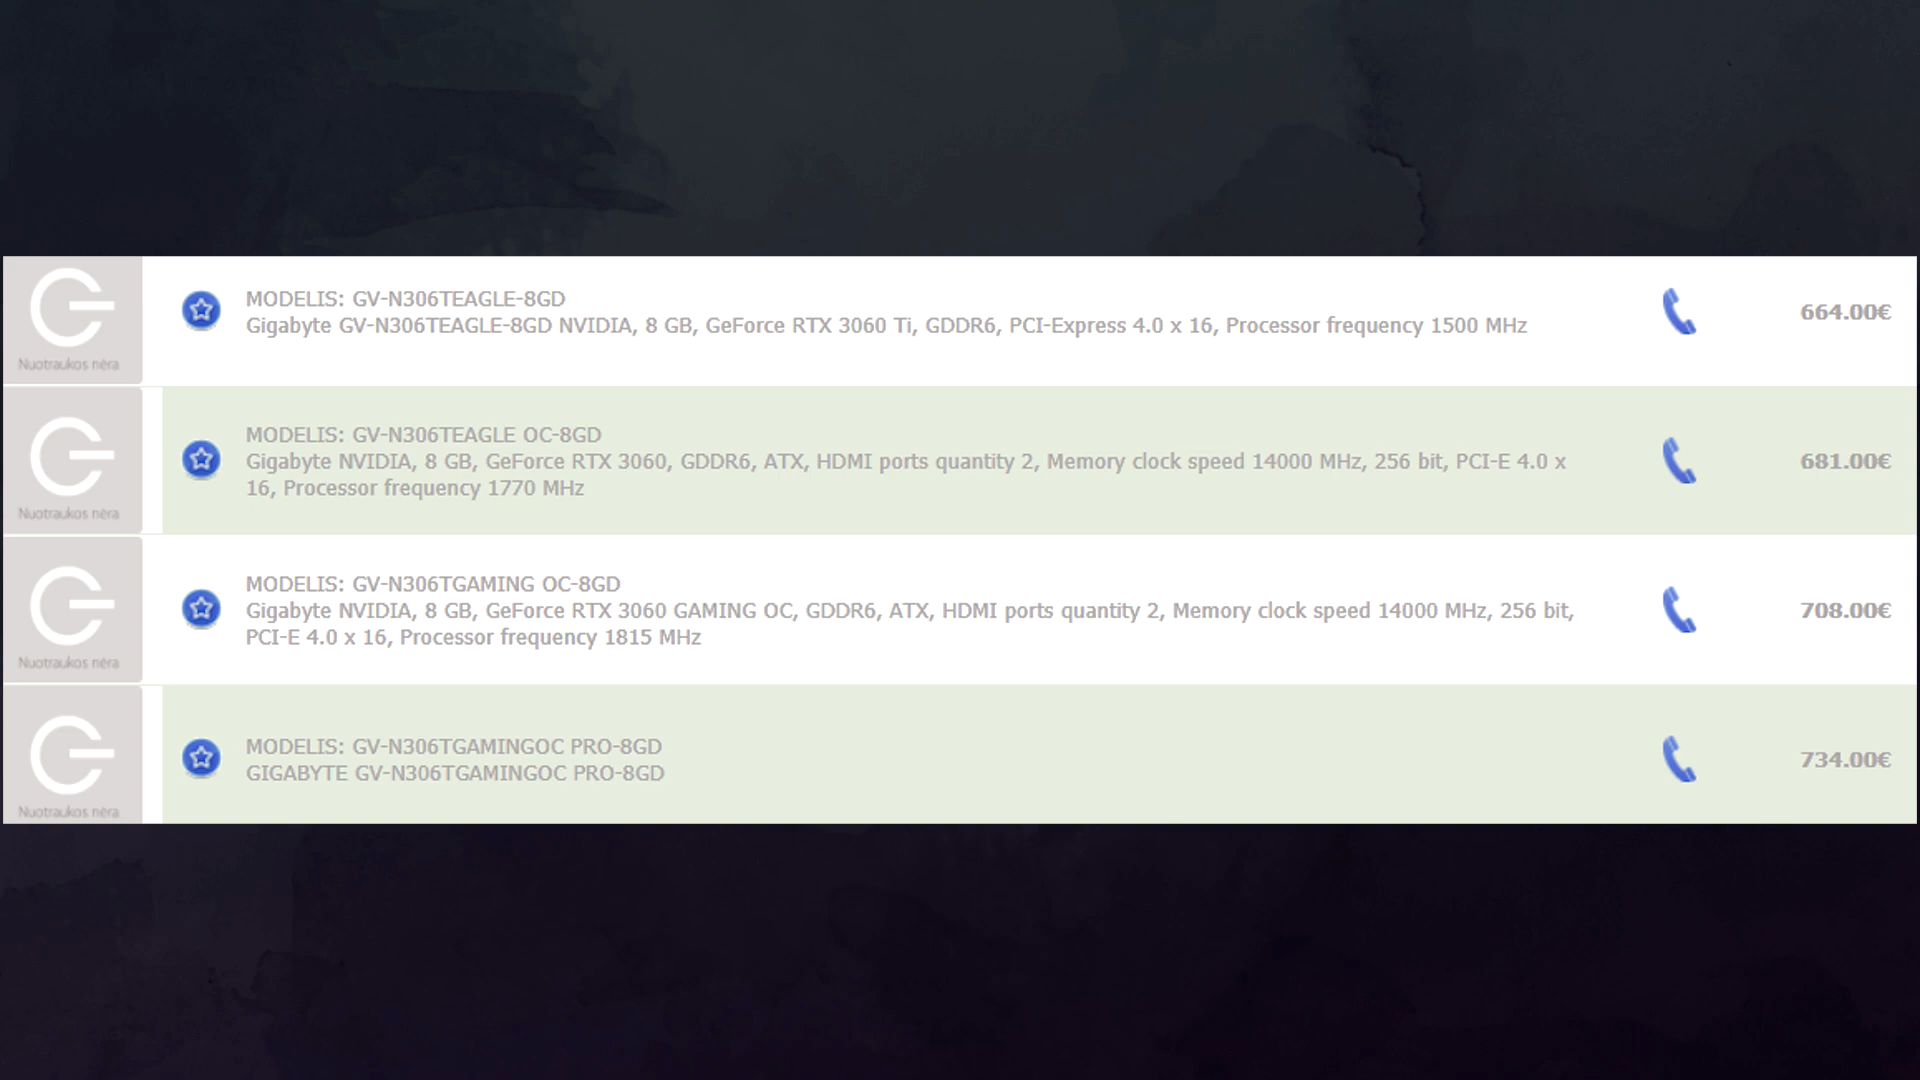 Nuotraukos nėra
MODELIS: GV-N306TEAGLE-8GD
Gigabyte GV-N306TEAGLE-8GD NVIDIA, 8 GB, GeForce RTX 3060 Ti, GDDR6, PCI-Express 4.0 x 16, Processor frequency 1500 MHz
664.00€
Nuotraukos nėra
MODELIS: GV-N306TEAGLE OC-8GD
Gigabyte NVIDIA, 8 GB, GeForce RTX 3060, GDDR6, ATX, HDMI ports quantity 2, Memory clock speed 14000 MHz, 256 bit, PCI-E 4.0 x
16, Processor frequency 1770 MHz
681.00€
Nuotraukos nėra
MODELIS: GV-N306TGAMING OC-8GD
Gigabyte NVIDIA, 8 GB, GeForce RTX 3060 GAMING OC, GDDR6, ATX, HDMI ports quantity 2, Memory clock speed 14000 MHz, 256 bit,
PCI-E 4.0 x 16, Processor frequency 1815 MHz
708.00€
Nuotraukos nėra
MODELIS: GV-N306TGAMINGOC PRO-8GD
GIGABYTE GV-N306TGAMINGOC PRO-8GD
734.00€